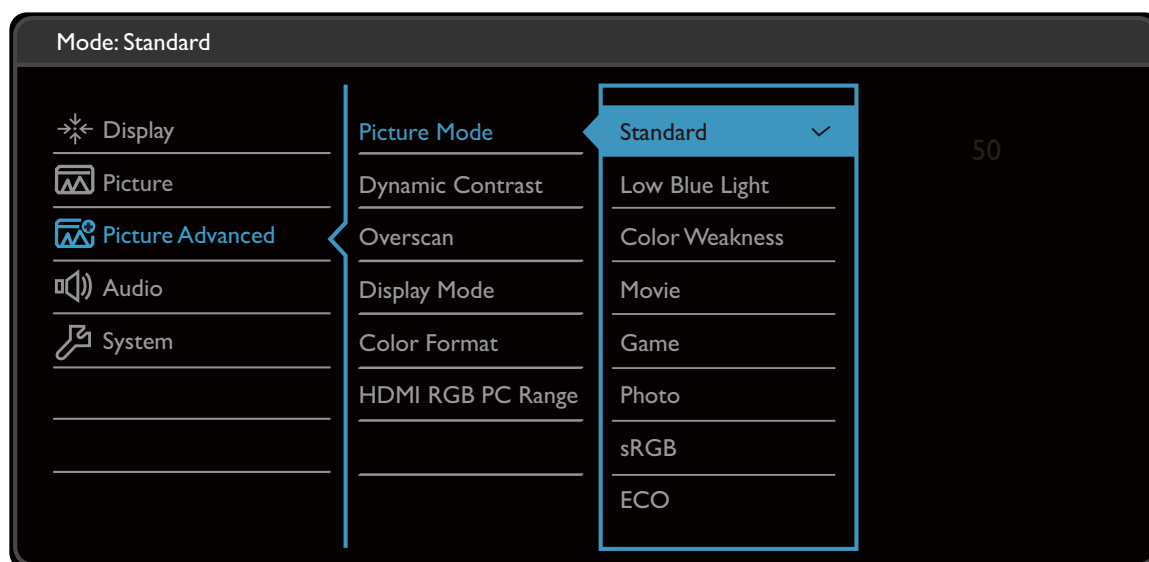 Mode: Standard
Display
Picture
Picture Advanced
Audio
System
Picture Mode
Dynamic Contrast
Overscan
Display Mode
Color Format
HDMI RGB PC Range
Standard
Low Blue Light
Color Weakness
Movie
Game
Photo
sRGB
ECO
50